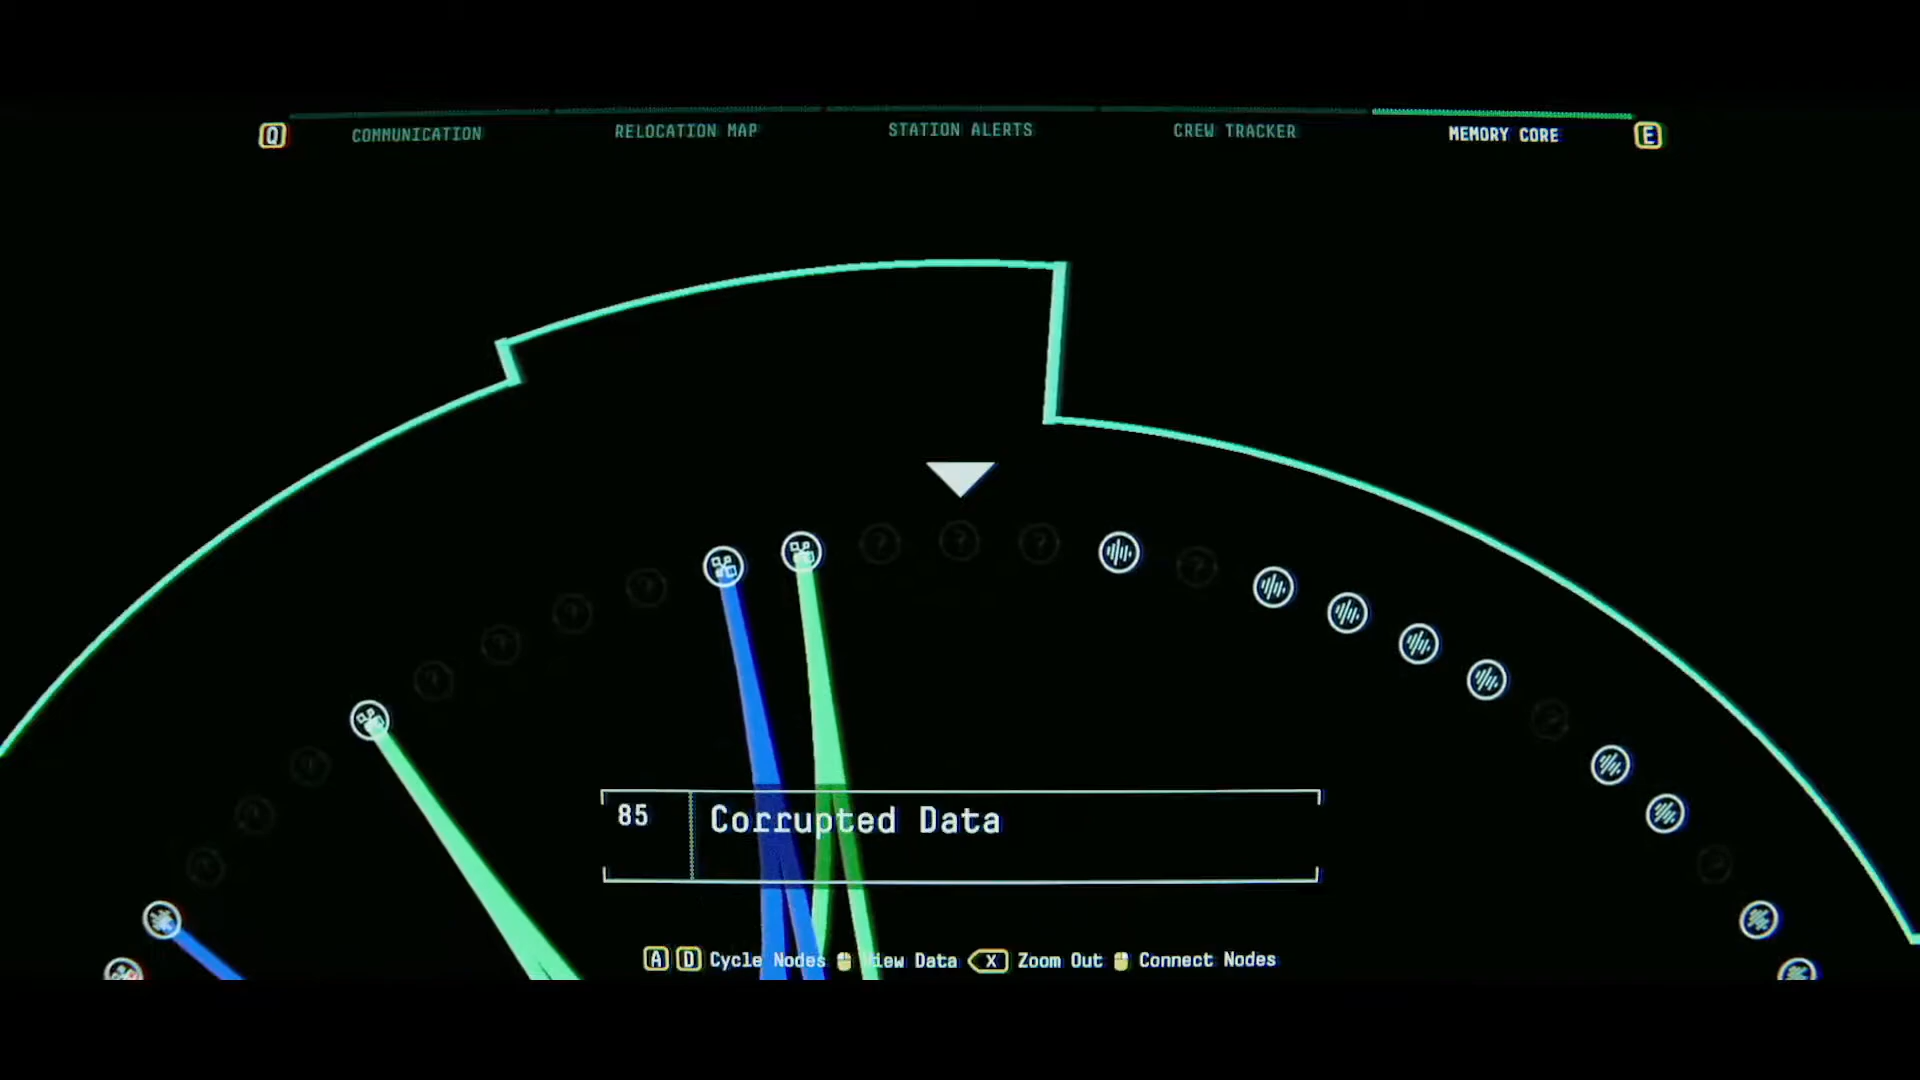 Q COMMUNICATION RELOCATION MAP STATION ALERTS CREW TRACKER MEMORY CORE E
85 Corrupted Data
A D Cycle Nodes View Data X Zoom Out Connect Nodes